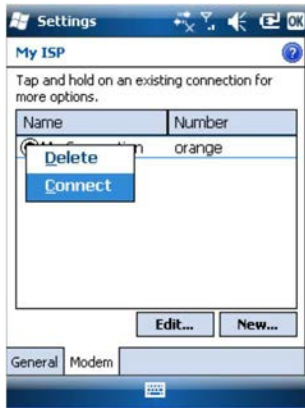 Settings
OK
My ISP
?
Tap and hold on an existing connection for
more options.
Name Number
orange
Delete
Connect
Edit... New...
General Modem